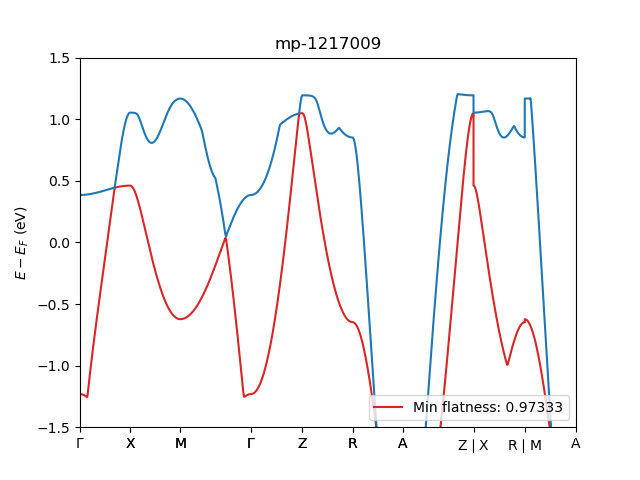 mp-1217009
E − E_F (eV)
1.5
1.0
0.5
0.0
−0.5
−1.0
−1.5
Min flatness: 0.97333
Γ X M Γ Z R A Z | X R | M A